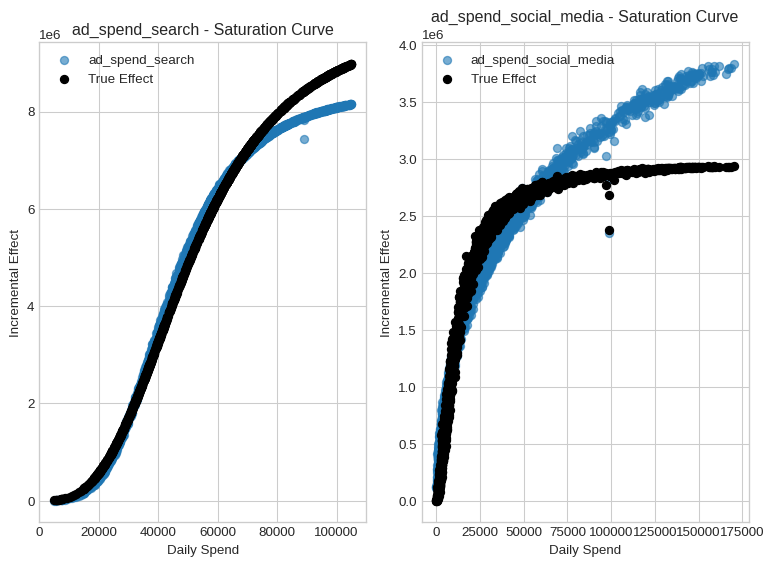 ad_spend_search - Saturation Curve
1e6
ad_spend_search
True Effect
8
6
4
2
0
Incremental Effect
0 20000 40000 60000 80000 100000
Daily Spend
ad_spend_social_media - Saturation Curve
1e6
ad_spend_social_media
True Effect
4.0
3.5
3.0
2.5
2.0
1.5
1.0
0.5
0.0
Incremental Effect
0 25000 50000 75000 100000 125000 150000 175000
Daily Spend